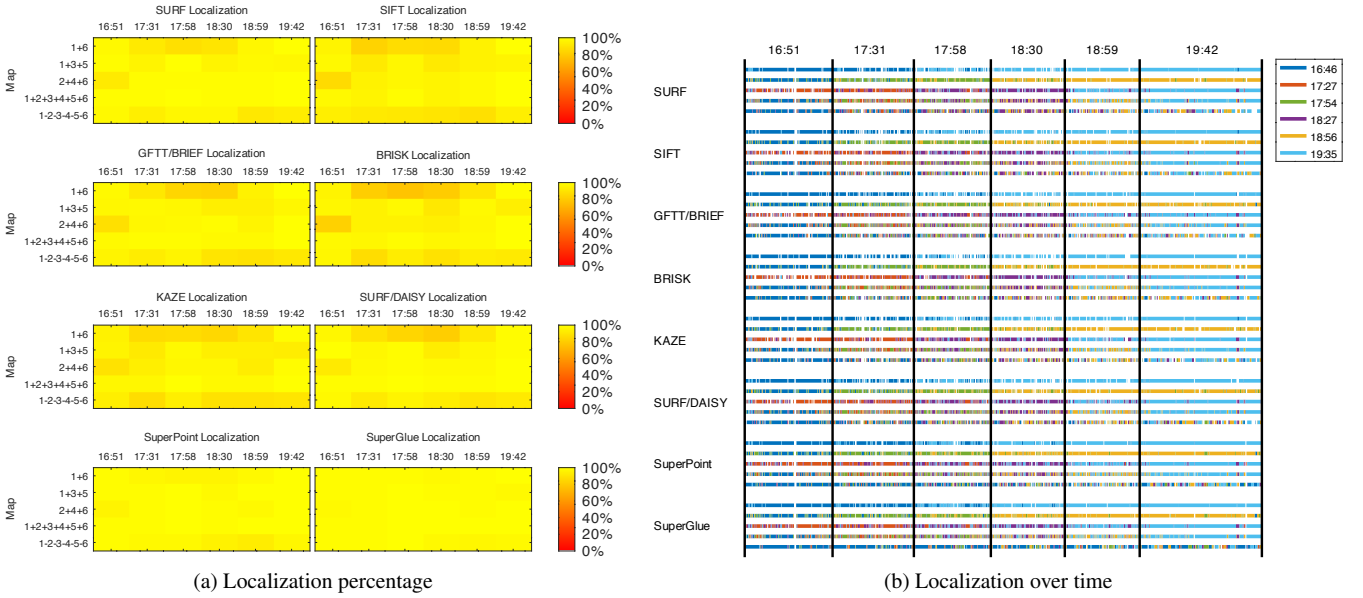 SURF Localization SIFT Localization
16:51 17:31 17:58 18:30 18:59 19:42 16:51 17:31 17:58 18:30 18:59 19:42
Map
1+6
1+3+5
2+4+6
1+2+3+4+5+6
1-2-3-4-5-6
100%
80%
60%
40%
20%
0%
GFTT/BRIEF Localization BRISK Localization
16:51 17:31 17:58 18:30 18:59 19:42 16:51 17:31 17:58 18:30 18:59 19:42
Map
1+6
1+3+5
2+4+6
1+2+3+4+5+6
1-2-3-4-5-6
100%
80%
60%
40%
20%
0%
KAZE Localization SURF/DAISY Localization
16:51 17:31 17:58 18:30 18:59 19:42 16:51 17:31 17:58 18:30 18:59 19:42
Map
1+6
1+3+5
2+4+6
1+2+3+4+5+6
1-2-3-4-5-6
100%
80%
60%
40%
20%
0%
SuperPoint Localization SuperGlue Localization
16:51 17:31 17:58 18:30 18:59 19:42 16:51 17:31 17:58 18:30 18:59 19:42
Map
1+6
1+3+5
2+4+6
1+2+3+4+5+6
1-2-3-4-5-6
100%
80%
60%
40%
20%
0%
(a) Localization percentage
16:51 17:31 17:58 18:30 18:59 19:42
SURF
SIFT
GFTT/BRIEF
BRISK
KAZE
SURF/DAISY
SuperPoint
SuperGlue
16:46
17:27
17:54
18:27
18:56
19:35
(b) Localization over time